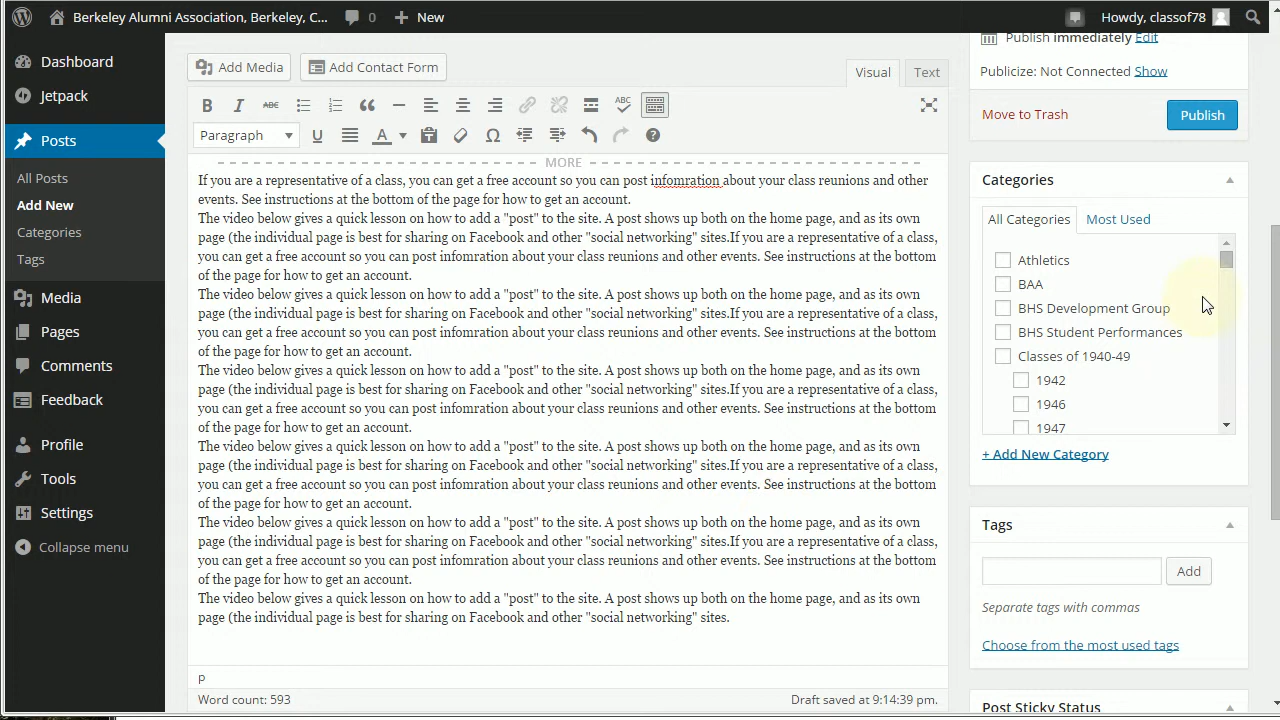 Berkeley Alumni Association, Berkeley, C... 0 New Howdy, classof78
Dashboard
Jetpack
Posts
All Posts
Add New
Categories
Tags
Media
Pages
Comments
Feedback
Profile
Tools
Settings
Collapse menu
Add Media Add Contact Form
Visual Text
B I ABC ABC
Paragraph U A Ω ?
MORE
If you are a representative of a class, you can get a free account so you can post infomration about your class reunions and other
events. See instructions at the bottom of the page for how to get an account.
The video below gives a quick lesson on how to add a "post" to the site. A post shows up both on the home page, and as its own
page (the individual page is best for sharing on Facebook and other "social networking" sites.If you are a representative of a class,
you can get a free account so you can post infomration about your class reunions and other events. See instructions at the bottom
of the page for how to get an account.
The video below gives a quick lesson on how to add a "post" to the site. A post shows up both on the home page, and as its own
page (the individual page is best for sharing on Facebook and other "social networking" sites.If you are a representative of a class,
you can get a free account so you can post infomration about your class reunions and other events. See instructions at the bottom
of the page for how to get an account.
The video below gives a quick lesson on how to add a "post" to the site. A post shows up both on the home page, and as its own
page (the individual page is best for sharing on Facebook and other "social networking" sites.If you are a representative of a class,
you can get a free account so you can post infomration about your class reunions and other events. See instructions at the bottom
of the page for how to get an account.
The video below gives a quick lesson on how to add a "post" to the site. A post shows up both on the home page, and as its own
page (the individual page is best for sharing on Facebook and other "social networking" sites.If you are a representative of a class,
you can get a free account so you can post infomration about your class reunions and other events. See instructions at the bottom
of the page for how to get an account.
The video below gives a quick lesson on how to add a "post" to the site. A post shows up both on the home page, and as its own
page (the individual page is best for sharing on Facebook and other "social networking" sites.If you are a representative of a class,
you can get a free account so you can post infomration about your class reunions and other events. See instructions at the bottom
of the page for how to get an account.
The video below gives a quick lesson on how to add a "post" to the site. A post shows up both on the home page, and as its own
page (the individual page is best for sharing on Facebook and other "social networking" sites.
p
Word count: 593 Draft saved at 9:14:39 pm.
Publish immediately Edit
Publicize: Not Connected Show
Move to Trash Publish
Categories
All Categories Most Used
Athletics
BAA
BHS Development Group
BHS Student Performances
Classes of 1940-49
1942
1946
1947
+ Add New Category
Tags
Add
Separate tags with commas
Choose from the most used tags
Post Sticky Status